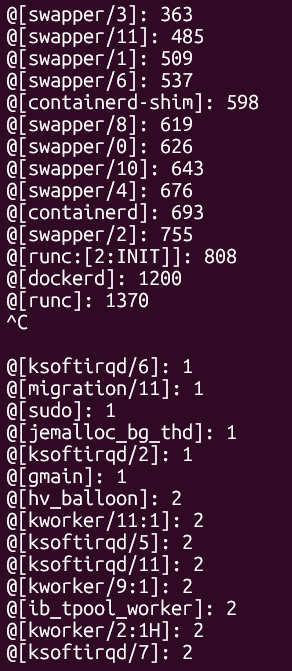 @[swapper/3]: 363
@[swapper/11]: 485
@[swapper/1]: 509
@[swapper/6]: 537
@[containerd-shim]: 598
@[swapper/8]: 619
@[swapper/0]: 626
@[swapper/10]: 643
@[swapper/4]: 676
@[containerd]: 693
@[swapper/2]: 755
@[runc:[2:INIT]]: 808
@[dockerd]: 1200
@[runc]: 1370
^C
@[ksoftirqd/6]: 1
@[migration/11]: 1
@[sudo]: 1
@[jemalloc_bg_thd]: 1
@[ksoftirqd/2]: 1
@[gmain]: 1
@[hv_balloon]: 2
@[kworker/11:1]: 2
@[ksoftirqd/5]: 2
@[ksoftirqd/11]: 2
@[kworker/9:1]: 2
@[ib_tpool_worker]: 2
@[kworker/2:1H]: 2
@[ksoftirqd/7]: 2